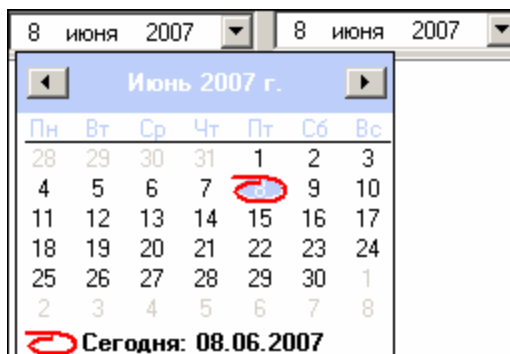 8 июня 2007 8 июня 2007
Июнь 2007 г.
Пн Вт Ср Чт Пт Сб Вс
28 29 30 31 1 2 3
4 5 6 7 8 9 10
11 12 13 14 15 16 17
18 19 20 21 22 23 24
25 26 27 28 29 30 1
2 3 4 5 6 7 8
Сегодня: 08.06.2007